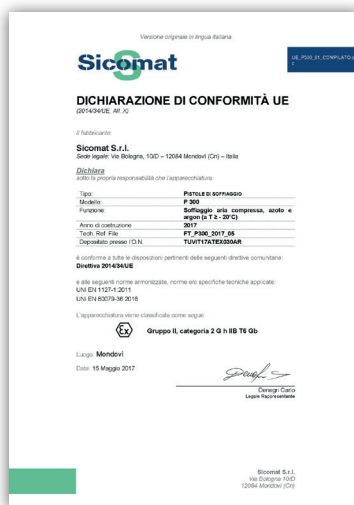 Versione originale in lingua italiana
Sicomat
UE_P300_01_COMPILATO
DICHIARAZIONE DI CONFORMITÀ UE
(2014/34/UE, All. X)
Il fabbricante:
Sicomat S.r.l.
Sede legale: Via Bologna, 10/D – 12084 Mondovì (Cn) – Italia
Dichiara
sotto la propria responsabilità che l'apparecchiatura:
Tipo: PISTOLE DI SOFFIAGGIO
Modello: P 300
Funzione: Soffiaggio aria compressa, azoto e
argon (a T ≥ - 20°C)
Anno di costruzione 2017
Tech. Ref. File FT_P300_2017_05
Depositato presso l'O.N. TUVIT17ATEX030AR
è conforme a tutte le disposizioni pertinenti delle seguenti direttive comunitarie:
Direttiva 2014/34/UE
e alle seguenti norme armonizzate, norme e/o specifiche tecniche applicate:
UNI EN 1127-1:2011
UNI EN 80079-36:2016
L'apparecchiatura viene classificata come segue:
Ex Gruppo II, categoria 2 G h IIB T6 Gb
Luogo: Mondovì
Data: 15 Maggio 2017
Denegri Carlo
Legale Rappresentante
Sicomat S.r.l.
Via Bologna 10/D
12084 Mondovì (Cn)